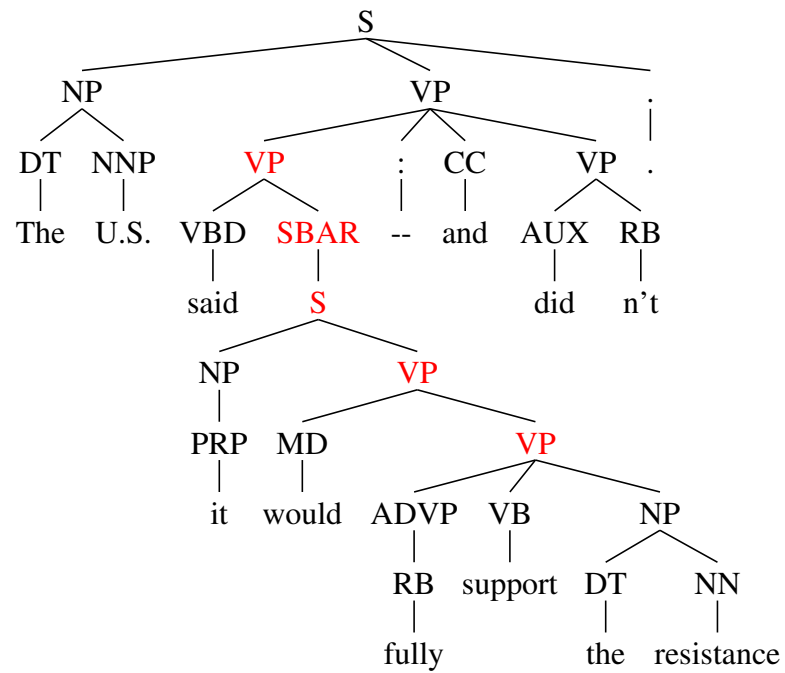 S
NP VP .
DT NNP VP : CC VP .
The U.S. VBD SBAR -- and AUX RB
said S did n't
NP VP
PRP MD VP
it would ADVP VB NP
RB support DT NN
fully the resistance